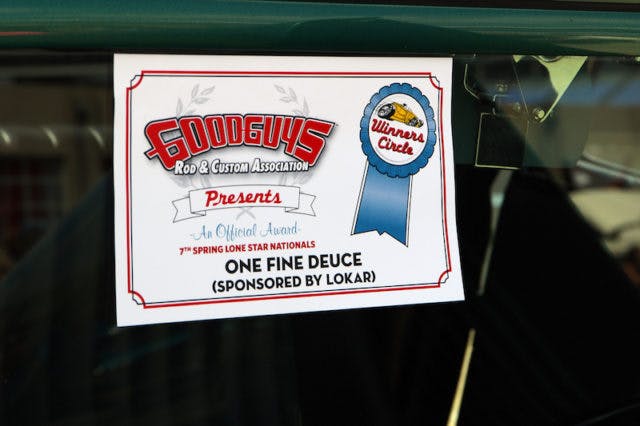 GOODGUYS
ROD & CUSTOM ASSOCIATION
Presents
-An Official Award-
7TH SPRING LONE STAR NATIONALS
ONE FINE DEUCE
(SPONSORED BY LOKAR)
Winners
Circle